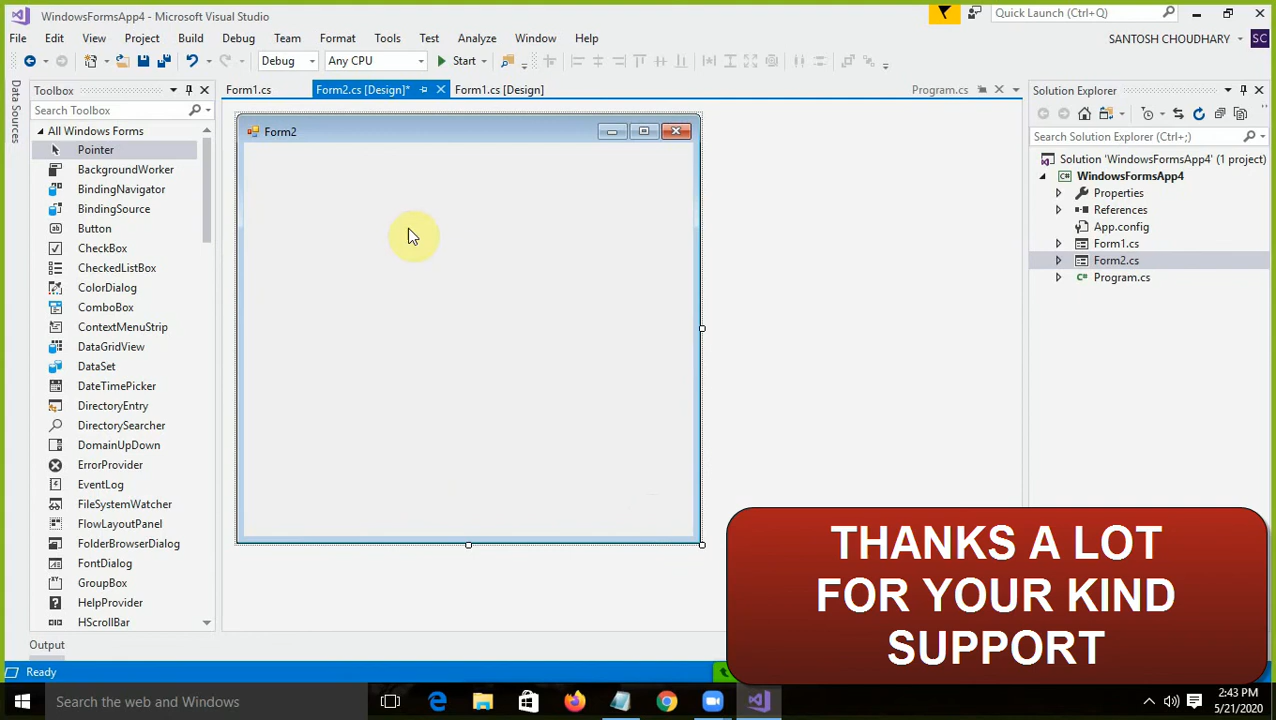 WindowsFormsApp4 - Microsoft Visual Studio
Quick Launch (Ctrl+Q)
File Edit View Project Build Debug Team Format Tools Test Analyze Window Help
SANTOSH CHOUDHARY SC
Debug Any CPU Start
Data Sources
Toolbox
Form1.cs Form2.cs [Design]* Form1.cs [Design] Program.cs
Solution Explorer
Search Toolbox
Search Solution Explorer (Ctrl+;)
All Windows Forms
Pointer
BackgroundWorker
BindingNavigator
BindingSource
Button
CheckBox
CheckedListBox
ColorDialog
ComboBox
ContextMenuStrip
DataGridView
DataSet
DateTimePicker
DirectoryEntry
DirectorySearcher
DomainUpDown
ErrorProvider
EventLog
FileSystemWatcher
FlowLayoutPanel
FolderBrowserDialog
FontDialog
GroupBox
HelpProvider
HScrollBar
Form2
Solution 'WindowsFormsApp4' (1 project)
WindowsFormsApp4
Properties
References
App.config
Form1.cs
Form2.cs
Program.cs
THANKS A LOT
FOR YOUR KIND
SUPPORT
Output
Ready
Search the web and Windows
2:43 PM
5/21/2020